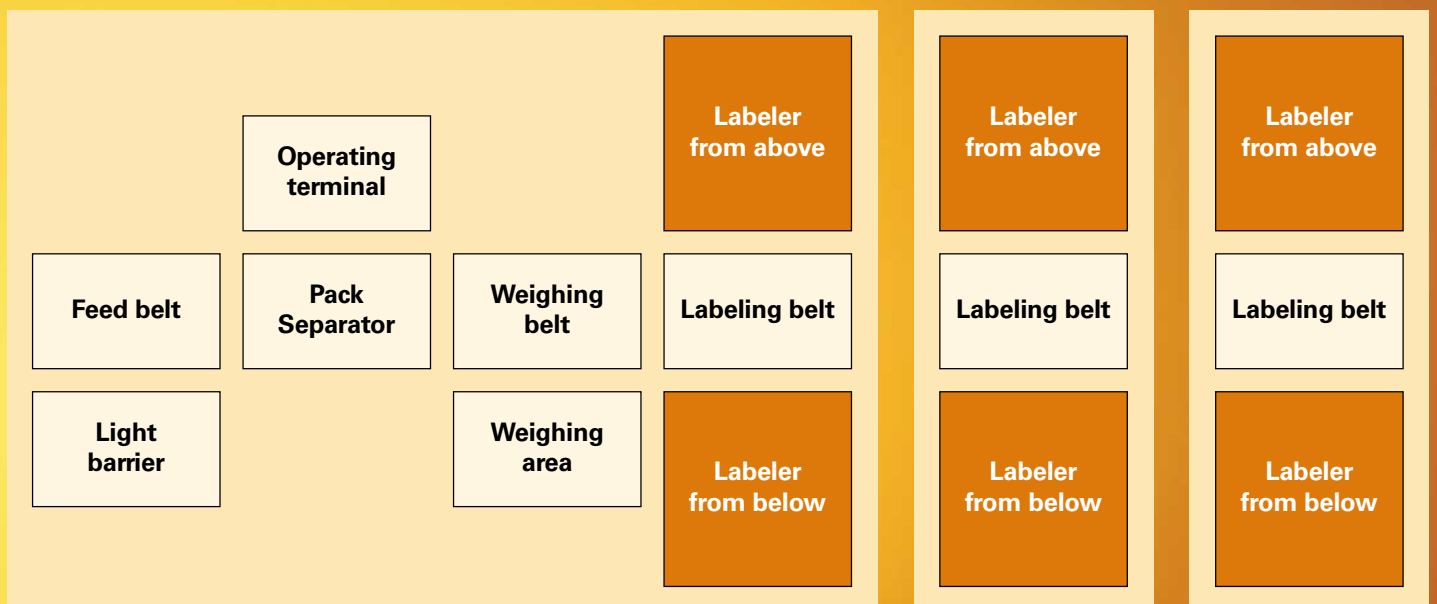 Operating
terminal
Feed belt
Pack
Separator
Weighing
belt
Light
barrier
Weighing
area
Labeler
from above
Labeling belt
Labeler
from below
Labeler
from above
Labeling belt
Labeler
from below
Labeler
from above
Labeling belt
Labeler
from below